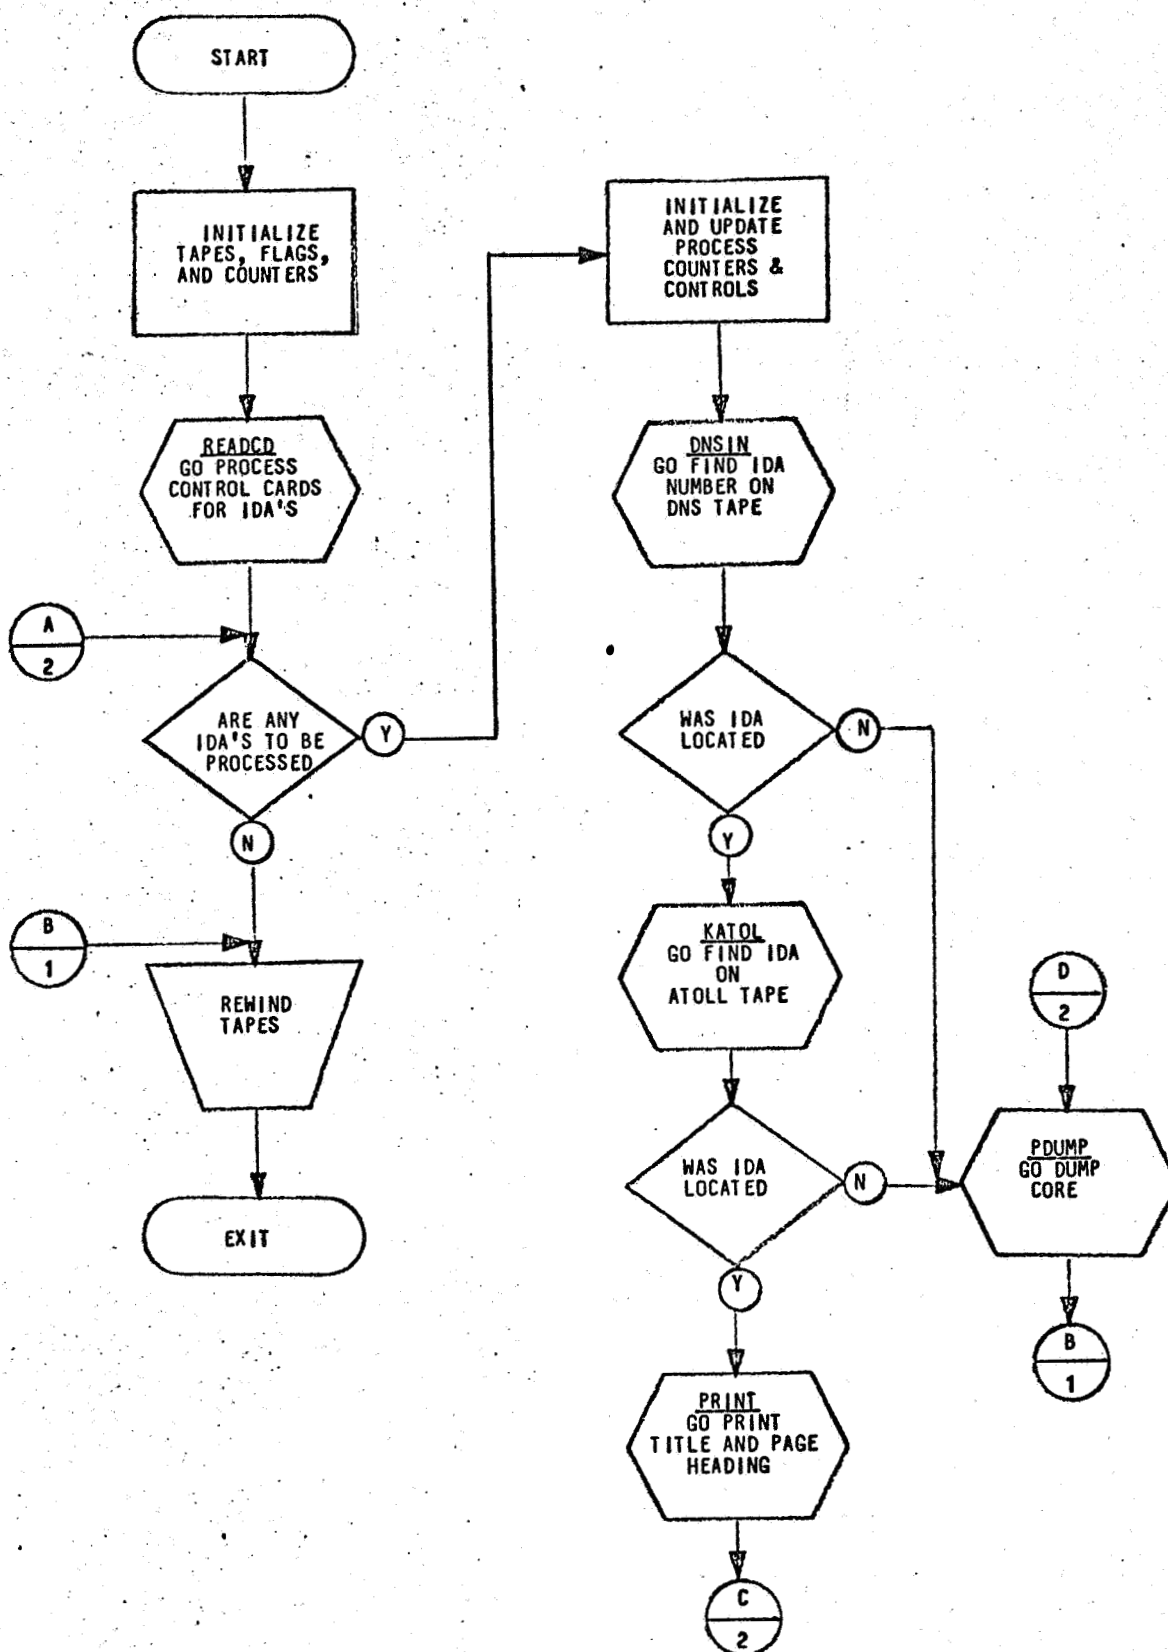 START
INITIALIZE
TAPES, FLAGS,
AND COUNTERS
READCD
GO PROCESS
CONTROL CARDS
FOR IDA'S
A
2
ARE ANY
IDA'S TO BE
PROCESSED
Y
N
B
1
REWIND
TAPES
EXIT
INITIALIZE
AND UPDATE
PROCESS
COUNTERS &
CONTROLS
DNSIN
GO FIND IDA
NUMBER ON
DNS TAPE
WAS IDA
LOCATED
N
Y
KATOL
GO FIND IDA
ON
ATOLL TAPE
WAS IDA
LOCATED
N
Y
D
2
PDUMP
GO DUMP
CORE
B
1
PRINT
GO PRINT
TITLE AND PAGE
HEADING
C
2